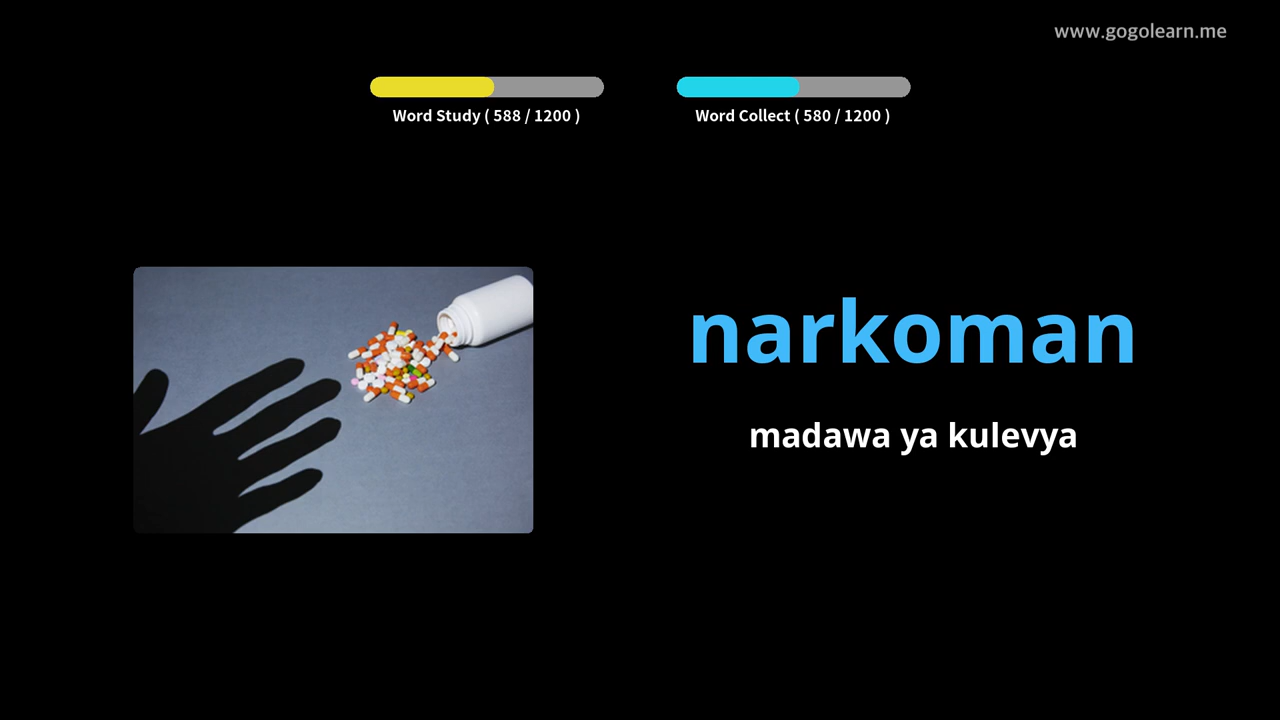 www.gogolearn.me
Word Study ( 588 / 1200 )
Word Collect ( 580 / 1200 )
narkoman
madawa ya kulevya